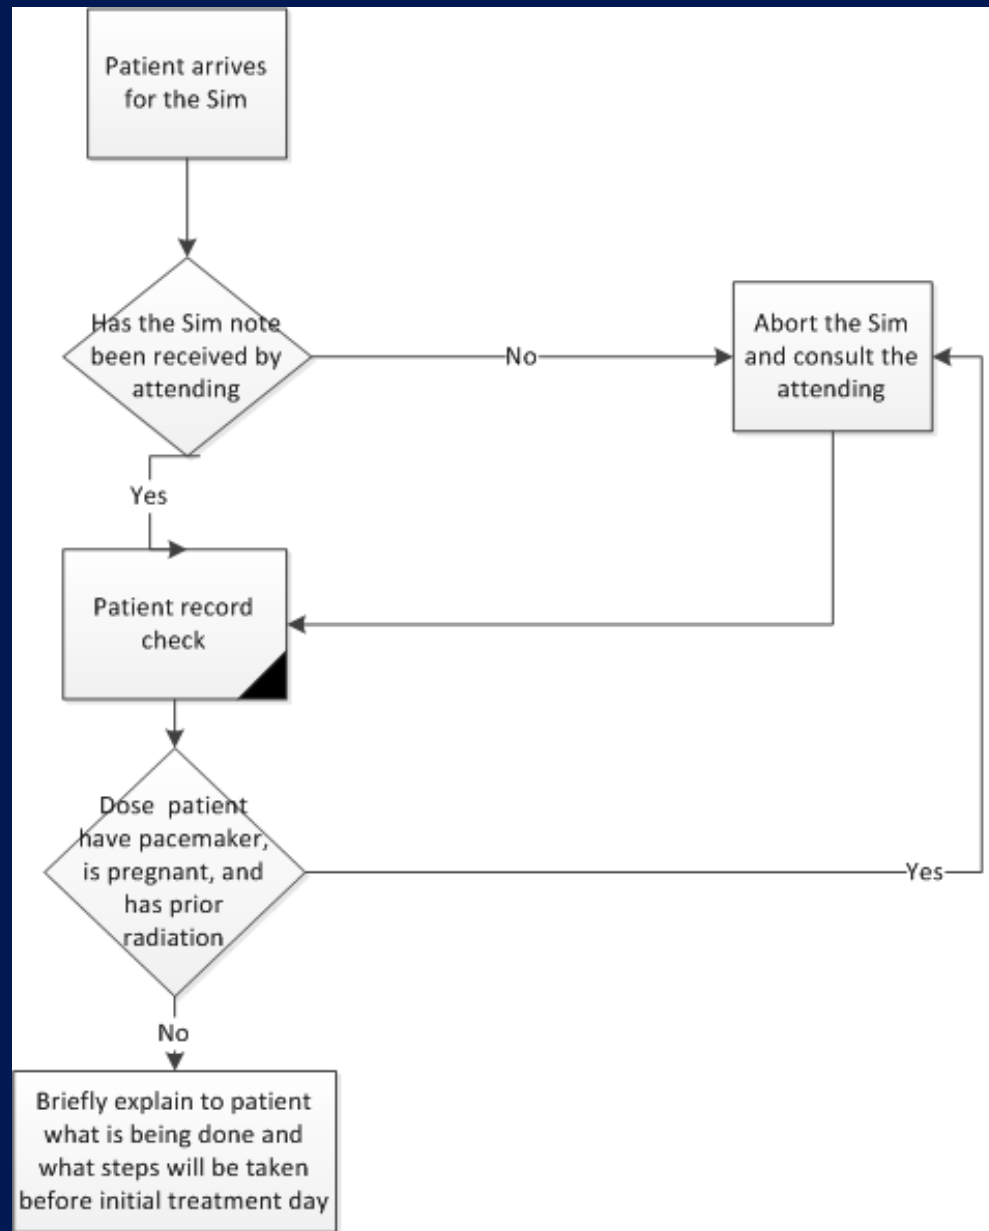 Patient arrives
for the Sim
Has the Sim note
been received by
attending
No
Abort the Sim
and consult the
attending
Yes
Patient record
check
Dose  patient
have pacemaker,
is pregnant, and
has prior
radiation
Yes
No
Briefly explain to patient
what is being done and
what steps will be taken
before initial treatment day